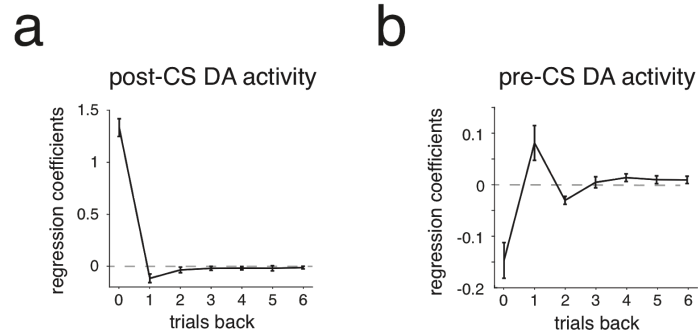 a
post-CS DA activity
regression coefficients
1.5
1
0.5
0
0 1 2 3 4 5 6
trials back
b
pre-CS DA activity
regression coefficients
0.1
0
-0.1
-0.2
0 1 2 3 4 5 6
trials back